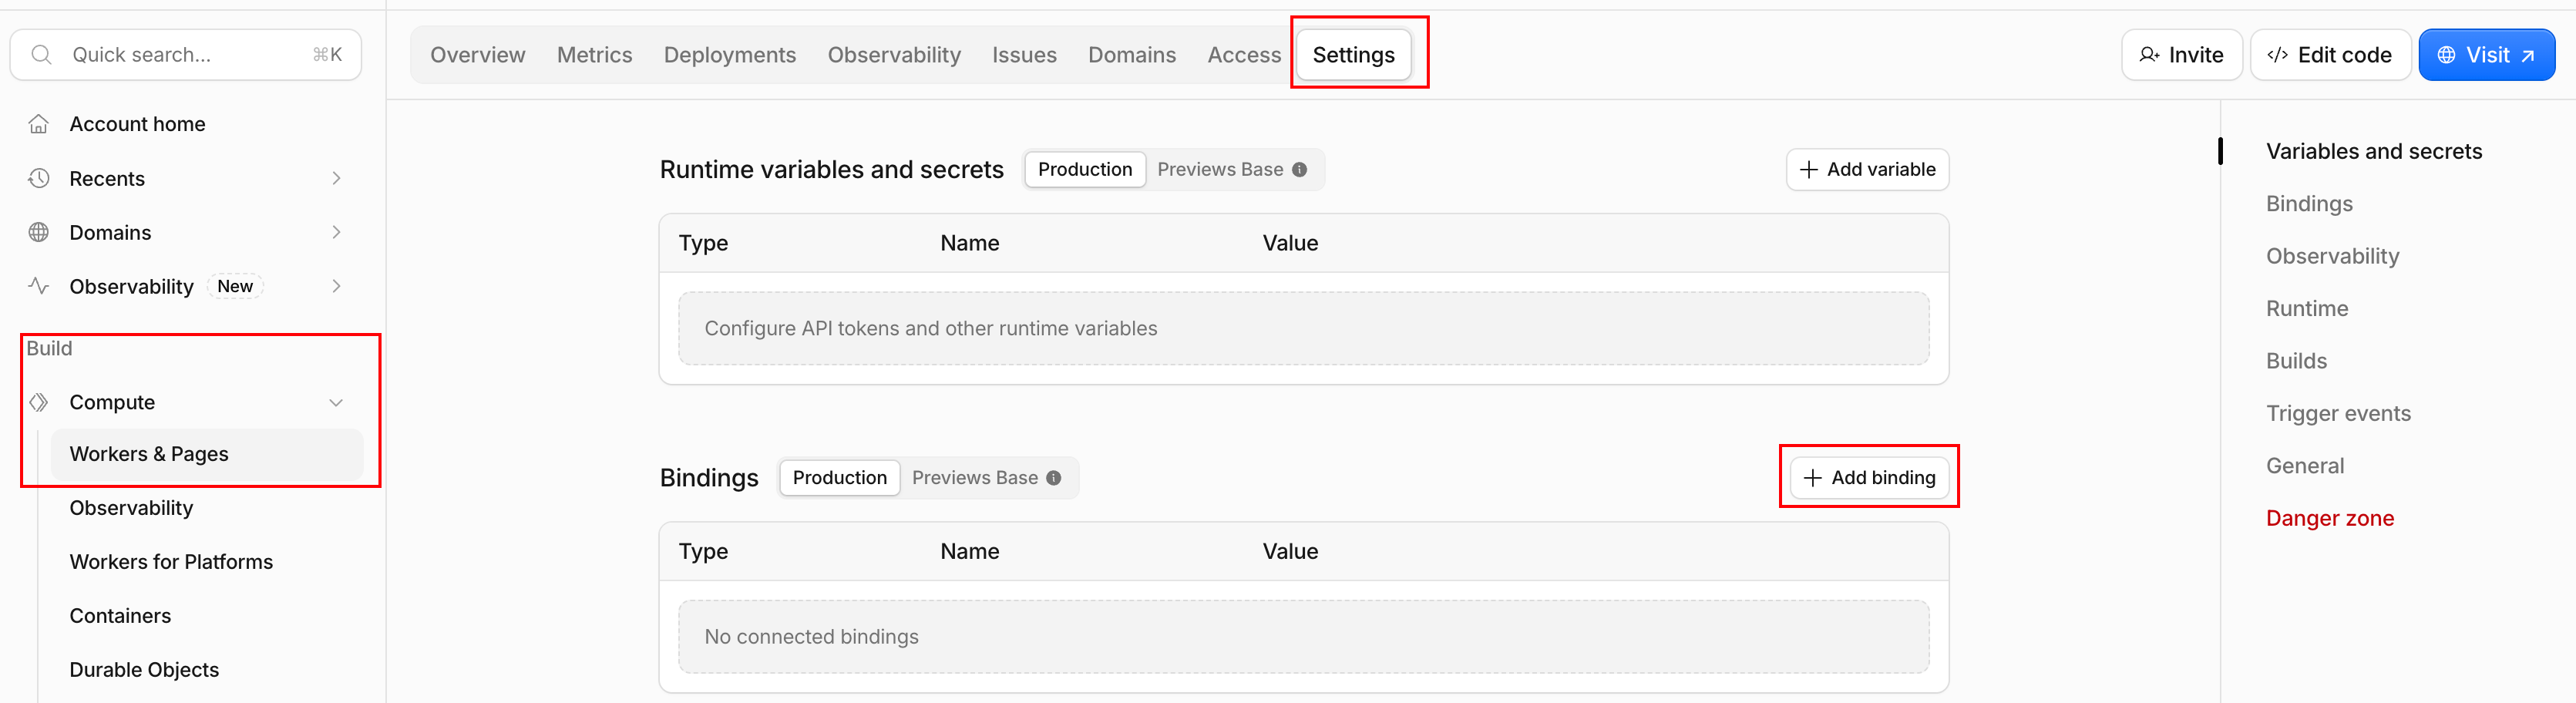 Quick search... ⌘K
Overview Metrics Deployments Observability Issues Domains Access Settings
Invite </> Edit code Visit
Account home
Recents
Domains
Observability New
Build
Compute
Workers & Pages
Observability
Workers for Platforms
Containers
Durable Objects
Runtime variables and secrets Production Previews Base
+ Add variable
Type Name Value
Configure API tokens and other runtime variables
Bindings Production Previews Base
+ Add binding
Type Name Value
No connected bindings
Variables and secrets
Bindings
Observability
Runtime
Builds
Trigger events
General
Danger zone